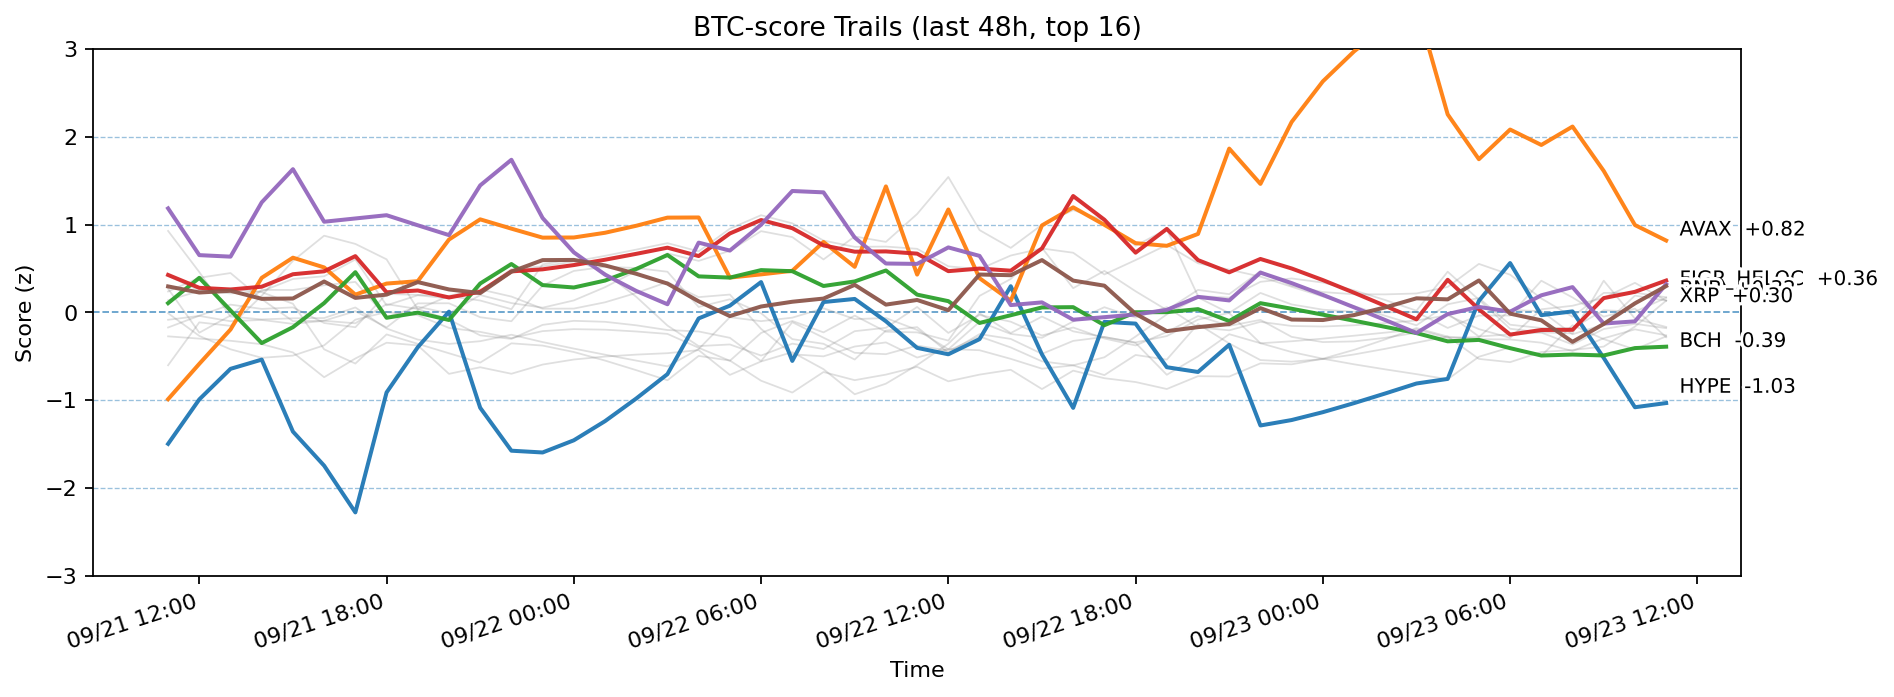 BTC-score Trails (last 48h, top 16)
Score (z)
3
2
1
0
−1
−2
−3
AVAX +0.82
FIGR_HELOC +0.36
XRP +0.30
BCH -0.39
HYPE -1.03
09/21 12:00
09/21 18:00
09/22 00:00
09/22 06:00
09/22 12:00
09/22 18:00
09/23 00:00
09/23 06:00
09/23 12:00
Time